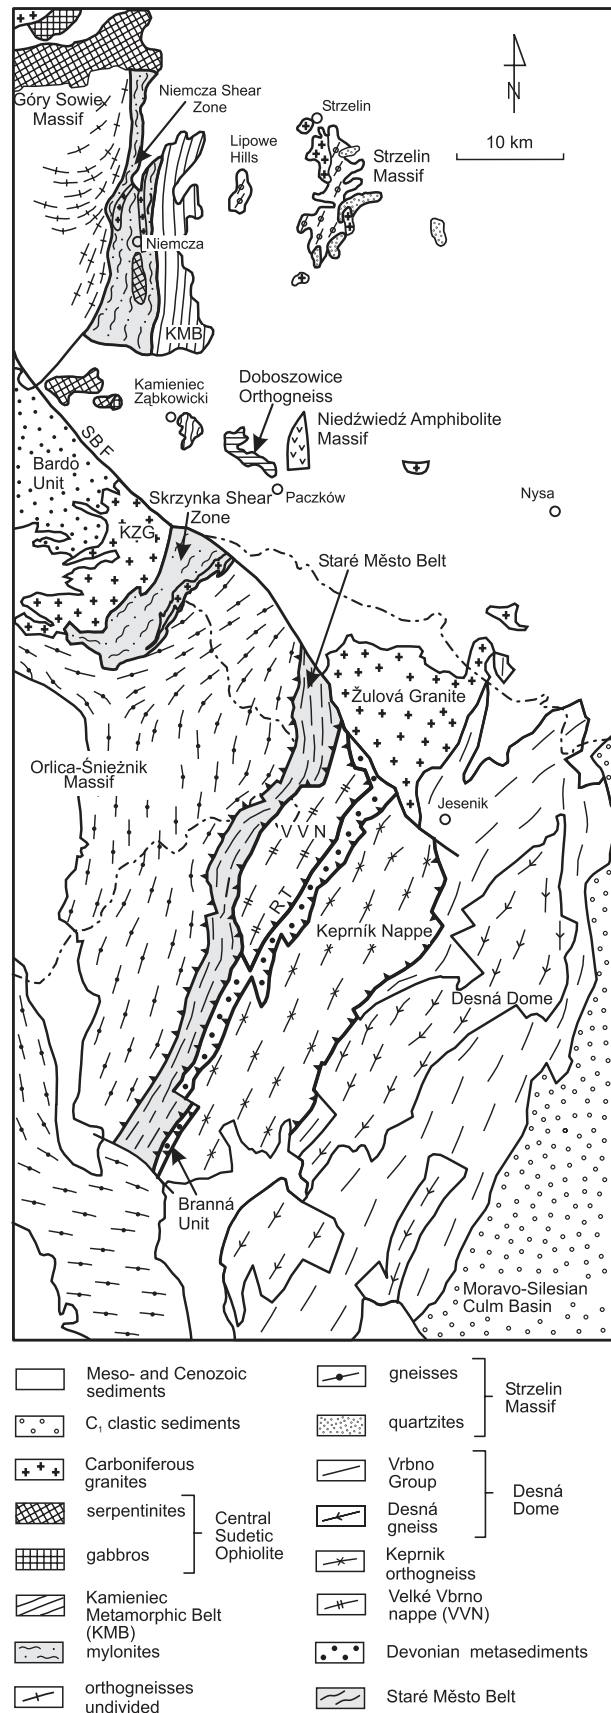 Góry Sowie
Massif
Niemcza Shear
Zone
Strzelin
N
Lipowe
Hills
Strzelin
Massif
10 km
Niemcza
KMB
Kamieniec
Ząbkowicki
Doboszowice
Orthogneiss
Niedźwiedź Amphibolite
Massif
SBF
Bardo
Unit
Paczków
Nysa
Skrzynka Shear
Zone
KZG
Staré Město Belt
Žulová Granite
Orlica-Śnieżnik
Massif
Jesenik
VVN
RT
Keprník Nappe
Desná Dome
Branná
Unit
Moravo-Silesian
Culm Basin
Meso- and Cenozoic
sediments
C₁ clastic sediments
Carboniferous
granites
serpentinites
gabbros
Central
Sudetic
Ophiolite
Kamieniec
Metamorphic Belt
(KMB)
mylonites
orthogneisses
undivided
gneisses
quartzites
Strzelin
Massif
Vrbno
Group
Desná
gneiss
Desná
Dome
Keprnik
orthogneiss
Velké Vbrno
nappe (VVN)
Devonian metasediments
Staré Město Belt